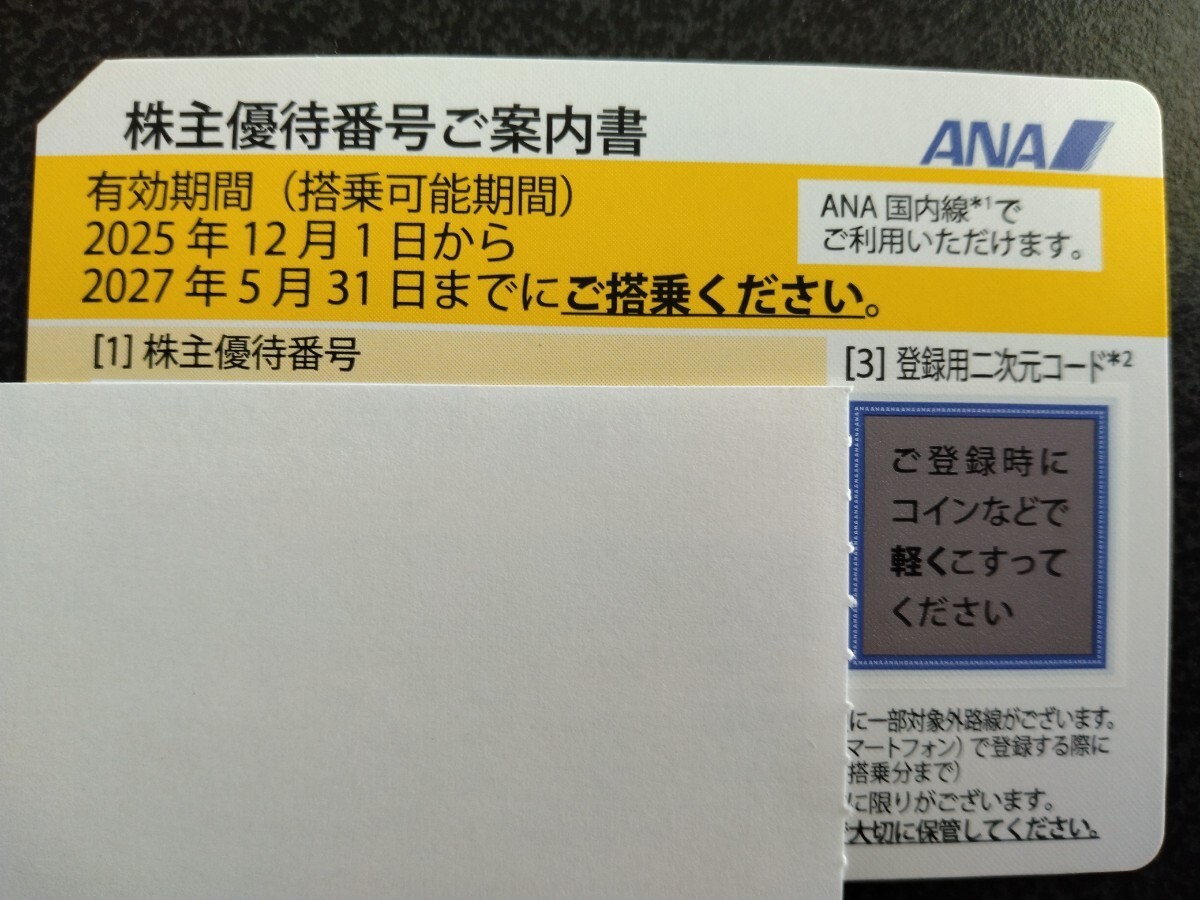 株主優待番号ご案内書
ANA
有効期間（搭乗可能期間）
2025年12月1日から
2027年5月31日までにご搭乗ください。
ANA国内線*1で
ご利用いただけます。
[1]株主優待番号
[3]登録用二次元コード*2
ご登録時に
コインなどで
軽くこすって
ください
に一部対象外路線がございます。
マートフォン）で登録する際に
搭乗分まで）
に限りがございます。
大切に保管してください。